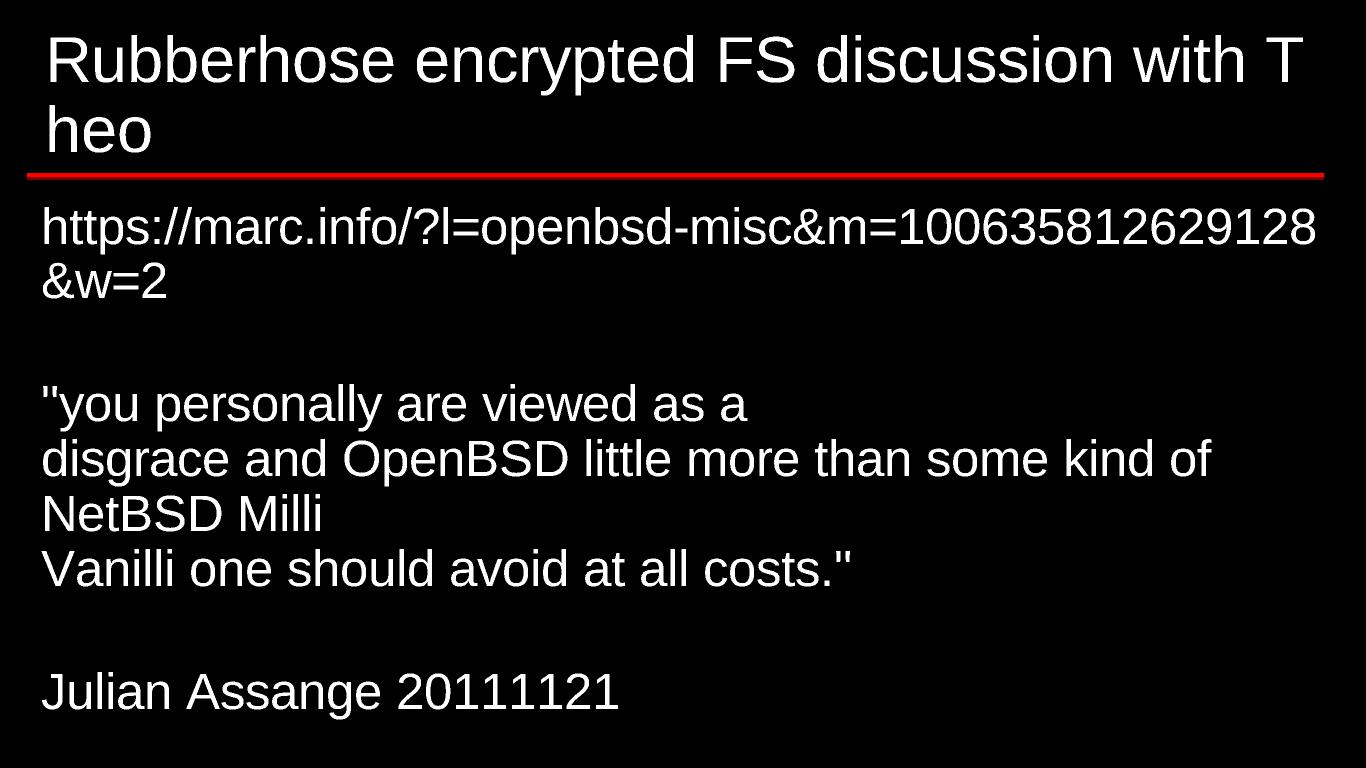 Rubberhose encrypted FS discussion with T
heo
https://marc.info/?l=openbsd-misc&m=100635812629128
&w=2
"you personally are viewed as a
disgrace and OpenBSD little more than some kind of
NetBSD Milli
Vanilli one should avoid at all costs."
Julian Assange 20111121